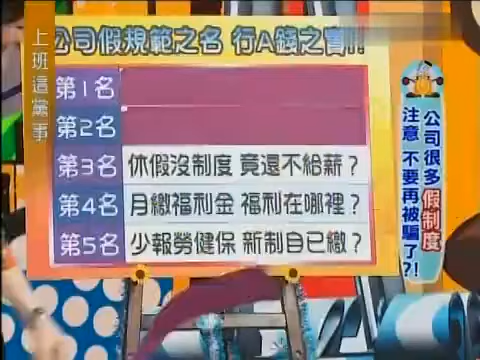 上班這黨事
公司假規範之名 行A錢之實!!
第1名
第2名
第3名 休假沒制度 竟還不給薪？
第4名 月繳福利金 福利在哪裡？
第5名 少報勞健保 新制自已繳？
公司很多假制度
注意 不要再被騙了?!